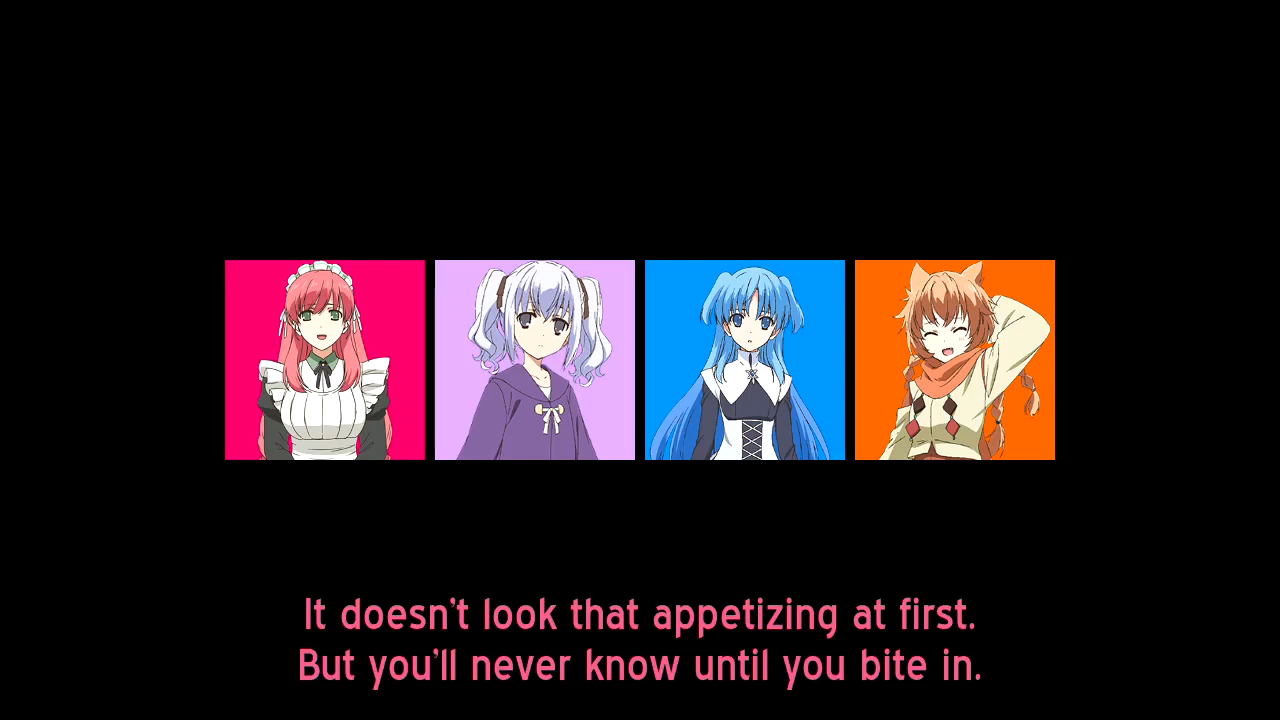 It doesn't look that appetizing at first.
But you'll never know until you bite in.